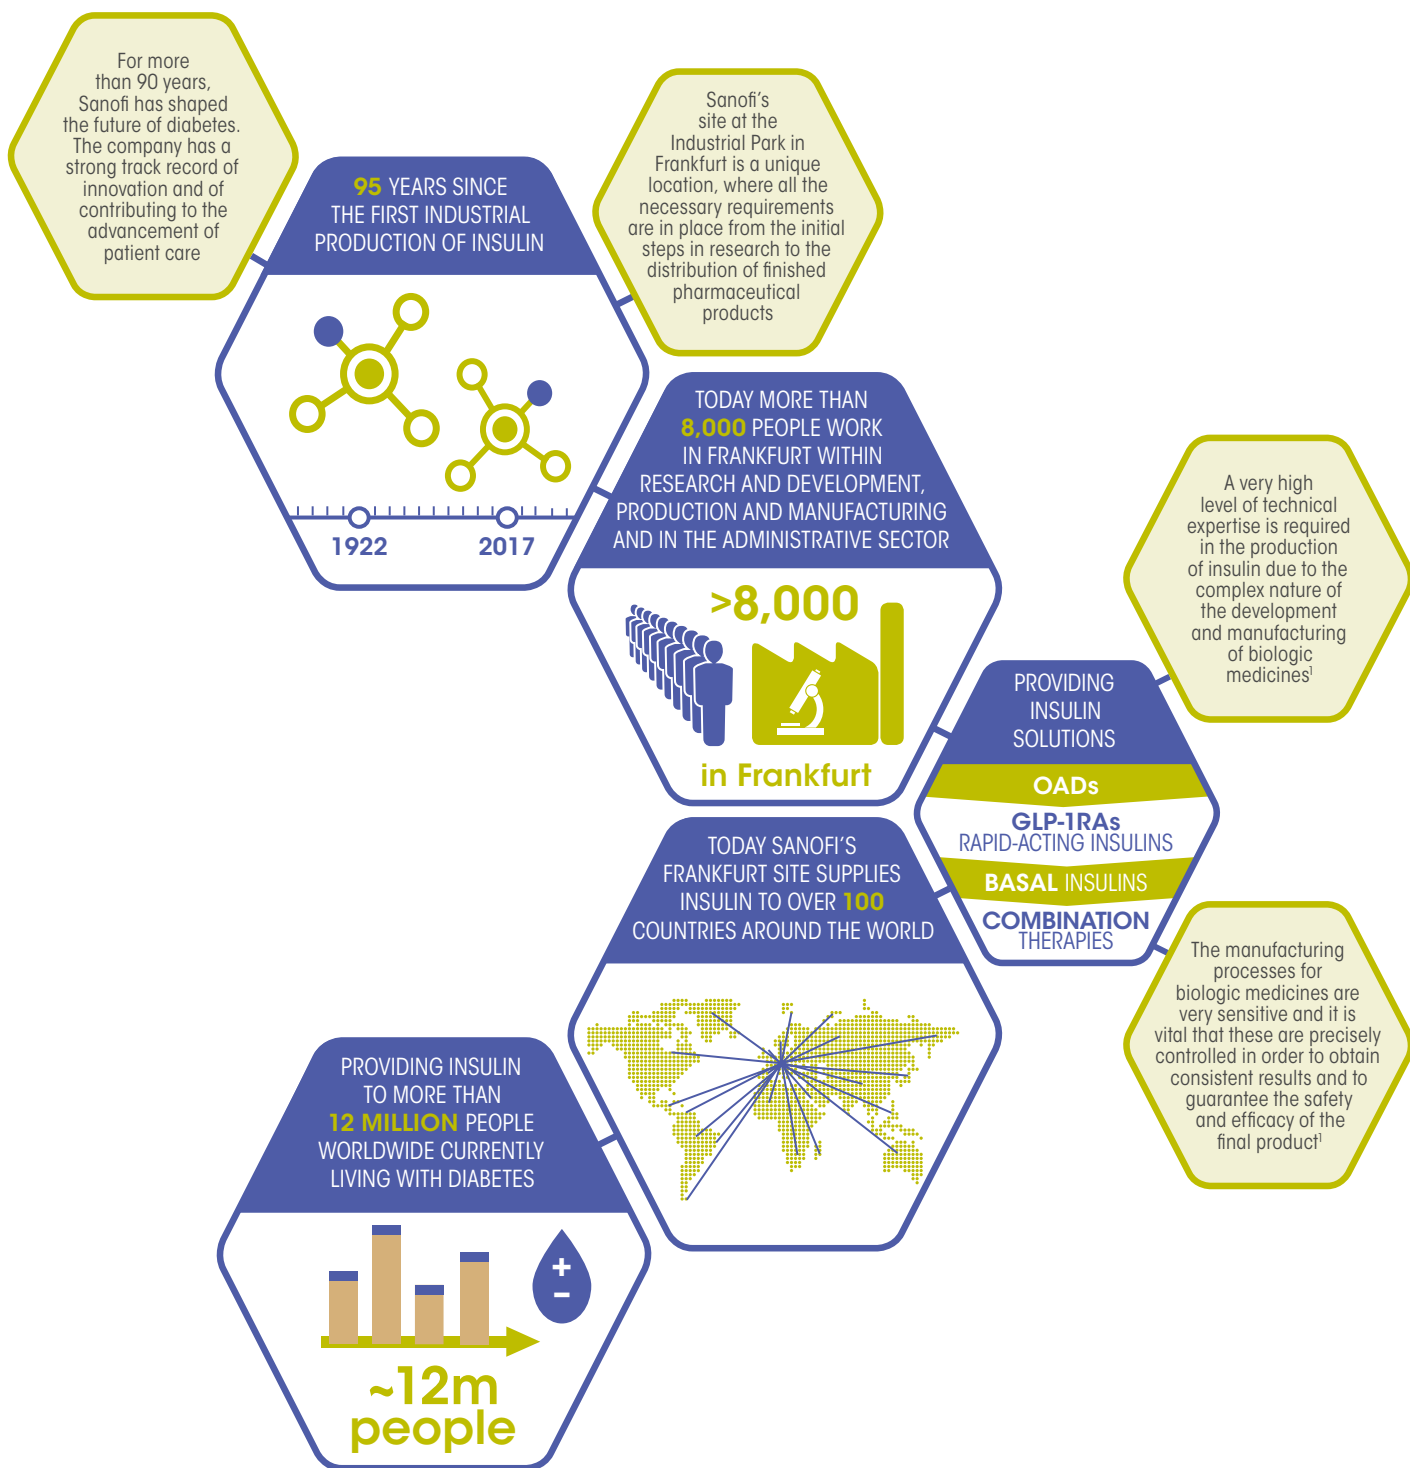 For more
than 90 years,
Sanofi has shaped
the future of diabetes.
The company has a
strong track record of
innovation and of
contributing to the
advancement of
patient care
95 YEARS SINCE
THE FIRST INDUSTRIAL
PRODUCTION OF INSULIN
1922
2017
Sanofi's
site at the
Industrial Park in
Frankfurt is a unique
location, where all the
necessary requirements
are in place from the initial
steps in research to the
distribution of finished
pharmaceutical
products
TODAY MORE THAN
8,000 PEOPLE WORK
IN FRANKFURT WITHIN
RESEARCH AND DEVELOPMENT,
PRODUCTION AND MANUFACTURING
AND IN THE ADMINISTRATIVE SECTOR
>8,000
in Frankfurt
A very high
level of technical
expertise is required
in the production
of insulin due to the
complex nature of
the development
and manufacturing
of biologic
medicines¹
PROVIDING
INSULIN
SOLUTIONS
OADs
GLP-1RAs
RAPID-ACTING INSULINS
BASAL INSULINS
COMBINATION
THERAPIES
The manufacturing
processes for
biologic medicines are
very sensitive and it is
vital that these are precisely
controlled in order to obtain
consistent results and to
guarantee the safety
and efficacy of the
final product¹
TODAY SANOFI'S
FRANKFURT SITE SUPPLIES
INSULIN TO OVER 100
COUNTRIES AROUND THE WORLD
PROVIDING INSULIN
TO MORE THAN
12 MILLION PEOPLE
WORLDWIDE CURRENTLY
LIVING WITH DIABETES
+
–
~12m
people